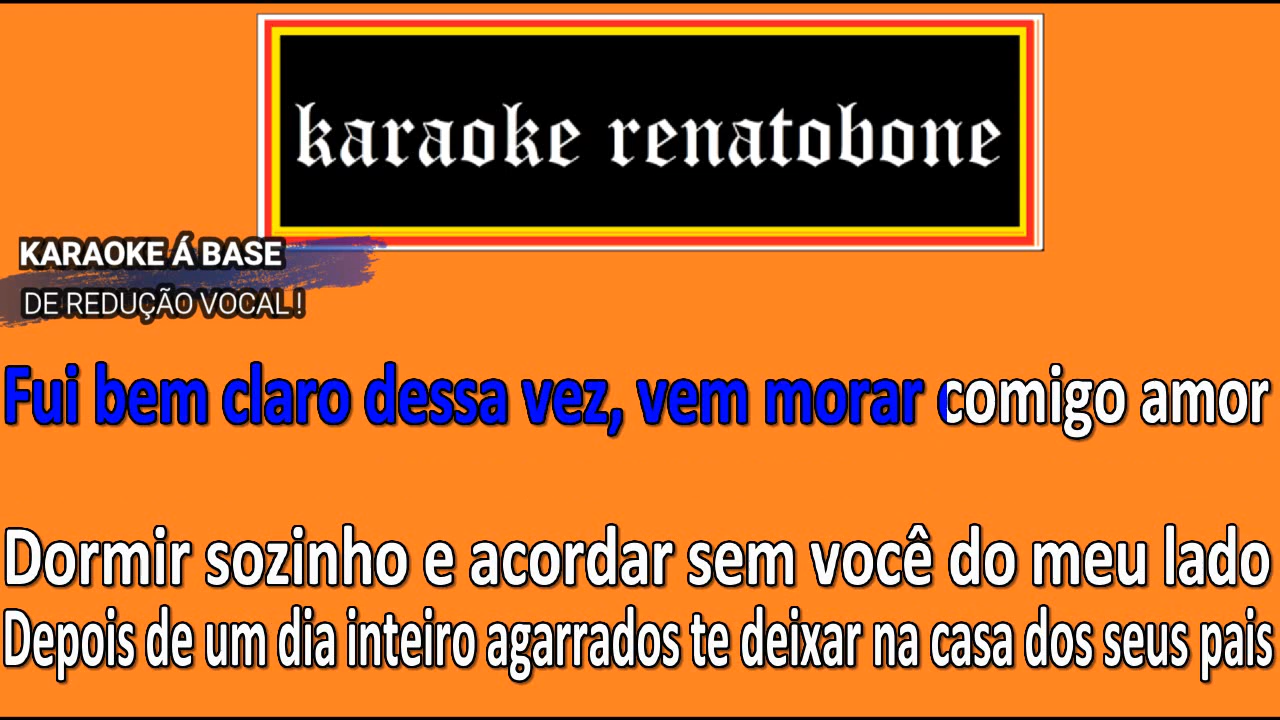 karaoke renatobone
KARAOKE Á BASE
DE REDUÇÃO VOCAL !
Fui bem claro dessa vez, vem morar comigo amor
Dormir sozinho e acordar sem você do meu lado
Depois de um dia inteiro agarrados te deixar na casa dos seus pais